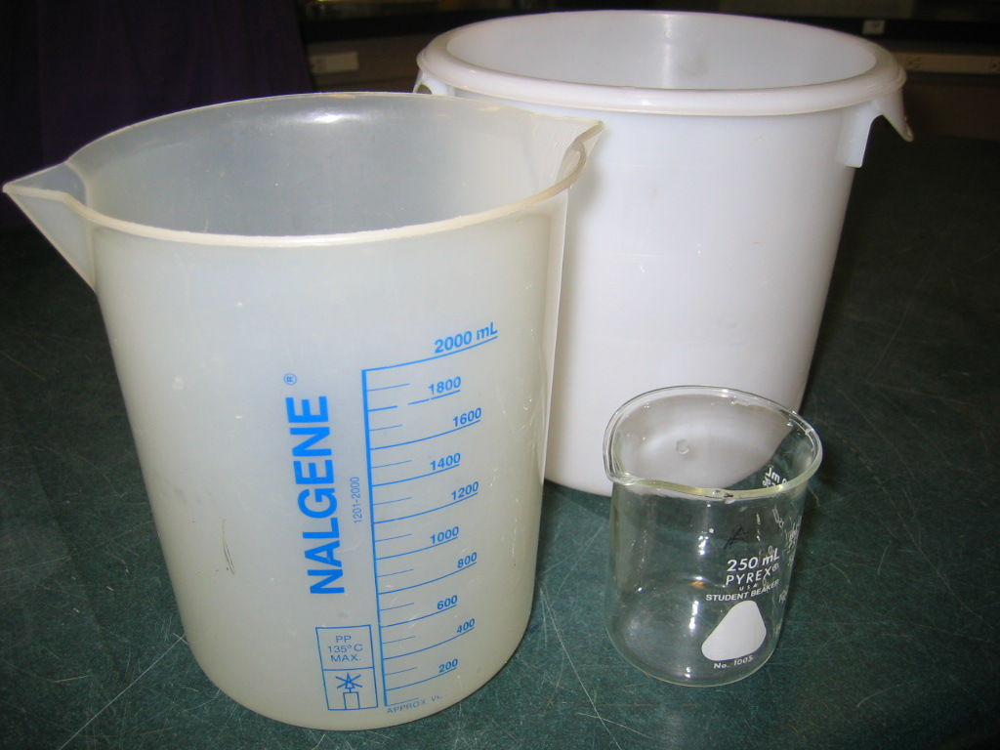 2000 mL
1800
1600
1400
1200
1000
800
600
400
200
APPROX VL.
NALGENE®
1201-2000
PP
135°C
MAX.
250 mL
PYREX®
USA
STUDENT BEAKER
No.
mL